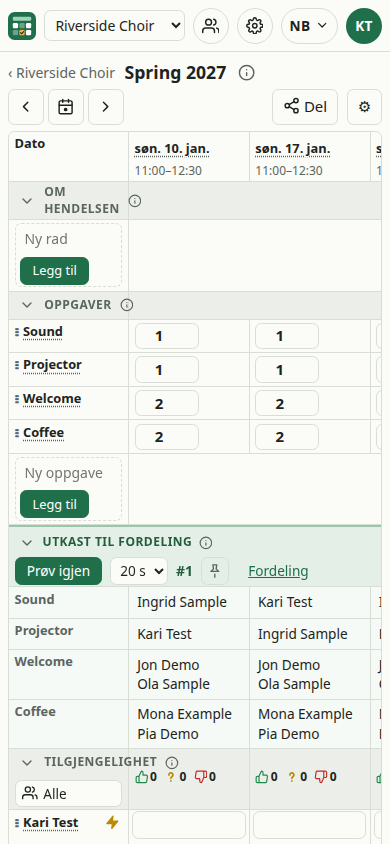 Riverside Choir
NB
KT
‹ Riverside Choir Spring 2027
Del
Dato
søn. 10. jan.
søn. 17. jan.
11:00–12:30
11:00–12:30
OM
HENDELSEN
Ny rad
Legg til
OPPGAVER
Sound 1 1
Projector 1 1
Welcome 2 2
Coffee 2 2
Ny oppgave
Legg til
UTKAST TIL FORDELING
Prøv igjen 20 s #1 Fordeling
Sound Ingrid Sample Kari Test
Projector Kari Test Ingrid Sample
Welcome Jon Demo Jon Demo
Ola Sample Ola Sample
Coffee Mona Example Mona Example
Pia Demo Pia Demo
TILGJENGELIGHET
0 ? 0 0 0 ? 0 0
Alle
Kari Test